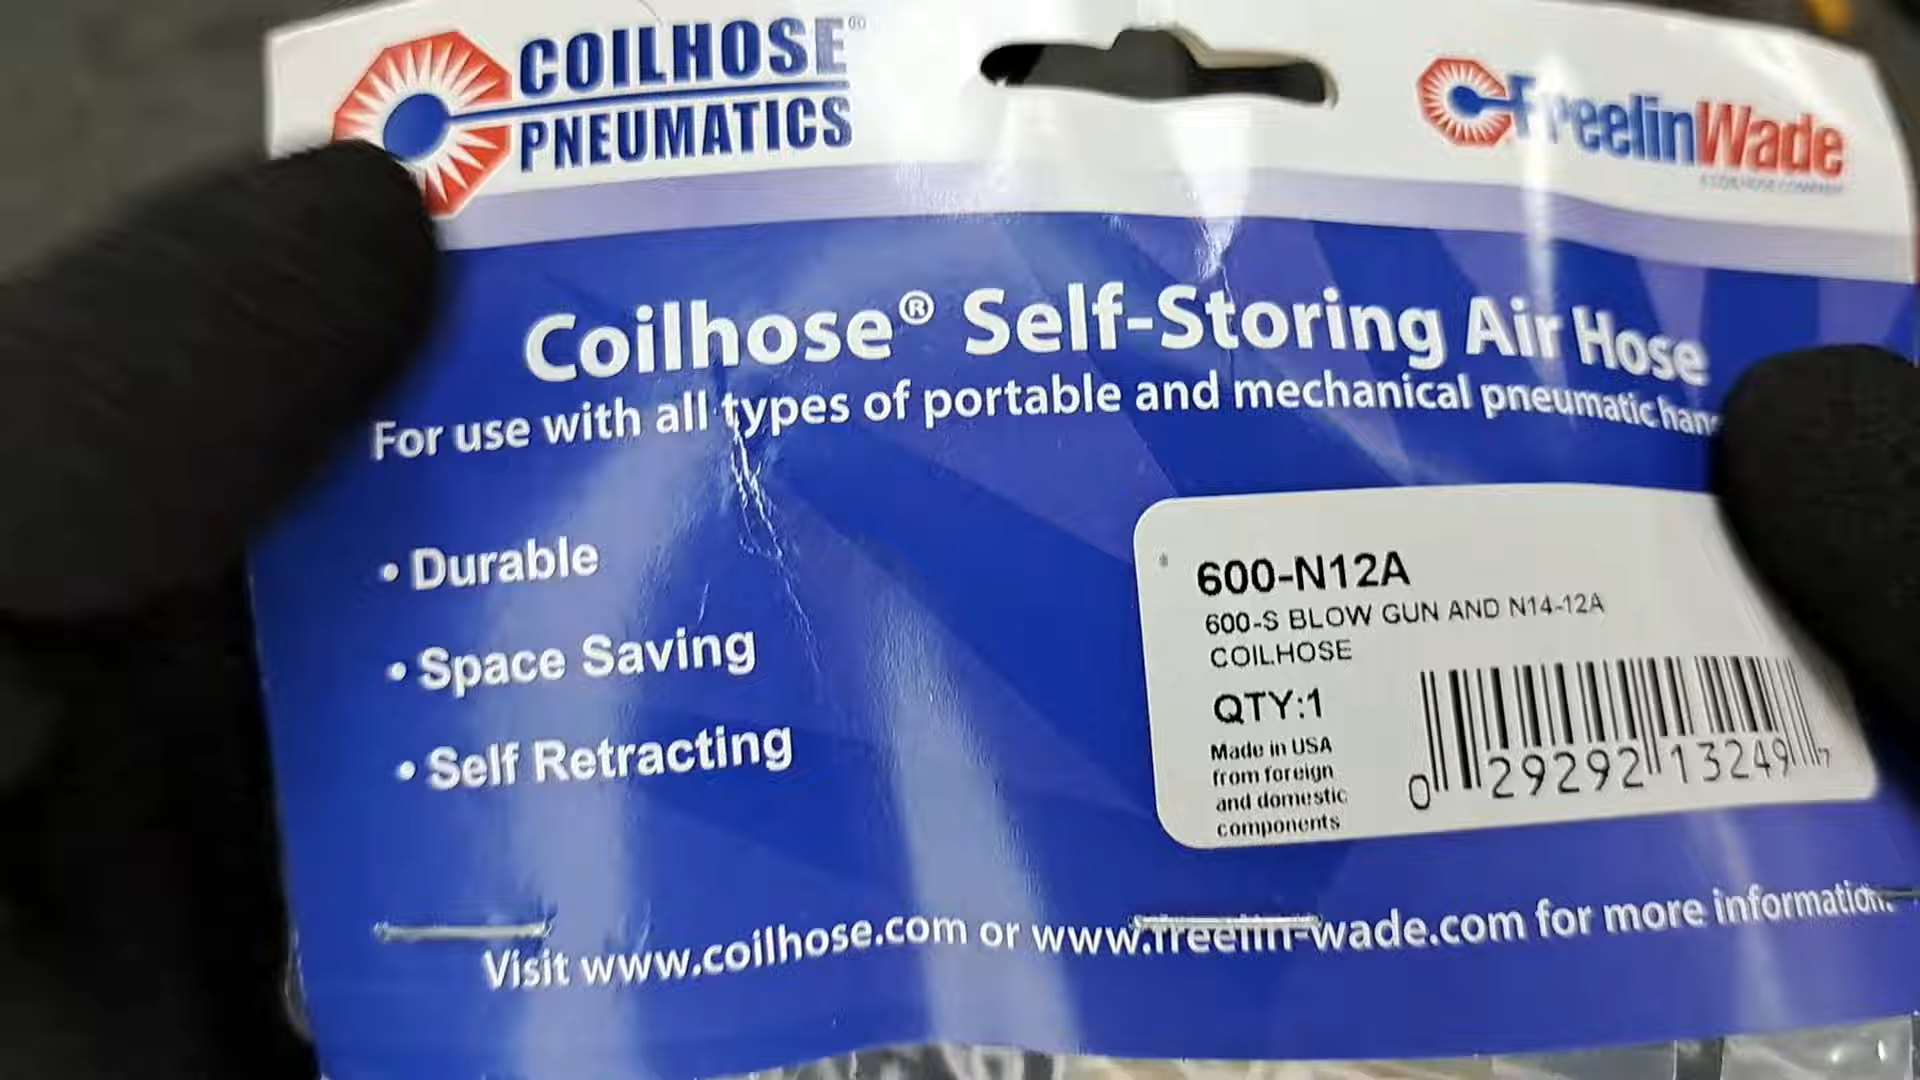 COILHOSE®
PNEUMATICS
FreelinWade
A COILHOSE COMPANY
Coilhose® Self-Storing Air Hose
For use with all types of portable and mechanical pneumatic
• Durable
• Space Saving
• Self Retracting
600-N12A
600-S BLOW GUN AND N14-12A
COILHOSE
QTY:1
Made in USA
from foreign
and domestic
components
0 29292 13249 7
Visit www.coilhose.com or www.freelin-wade.com for more information.